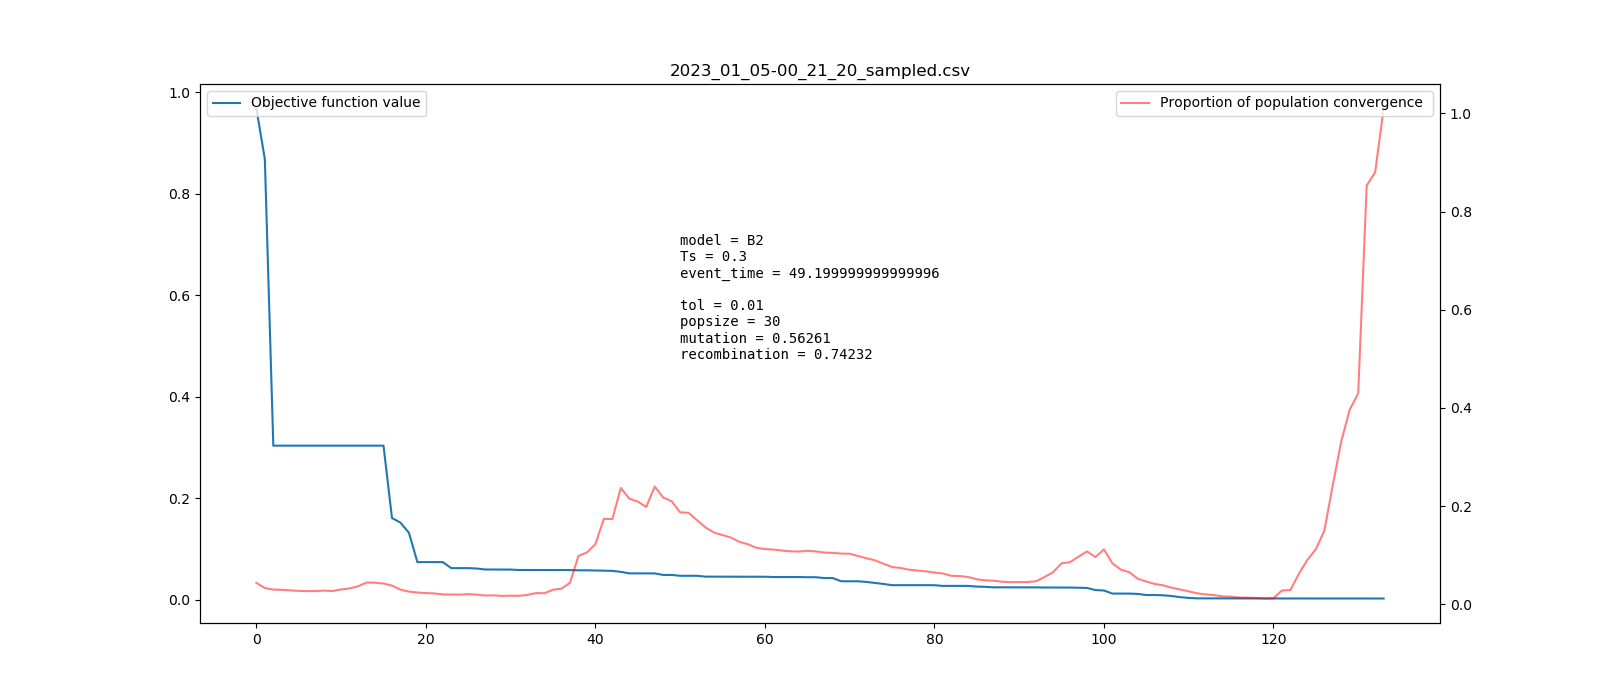 2023_01_05-00_21_20_sampled.csv
Objective function value
Proportion of population convergence
1.0
0.8
0.6
0.4
0.2
0.0
model = B2
Ts = 0.3
event_time = 49.199999999999996
tol = 0.01
popsize = 30
mutation = 0.56261
recombination = 0.74232
1.0
0.8
0.6
0.4
0.2
0.0
0
20
40
60
80
100
120